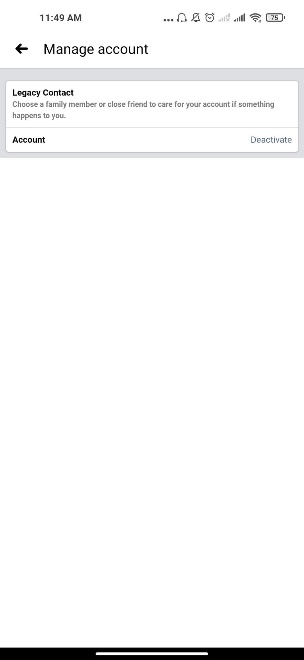 11:49 AM
75
Manage account
Legacy Contact
Choose a family member or close friend to care for your account if something
happens to you.
Account Deactivate